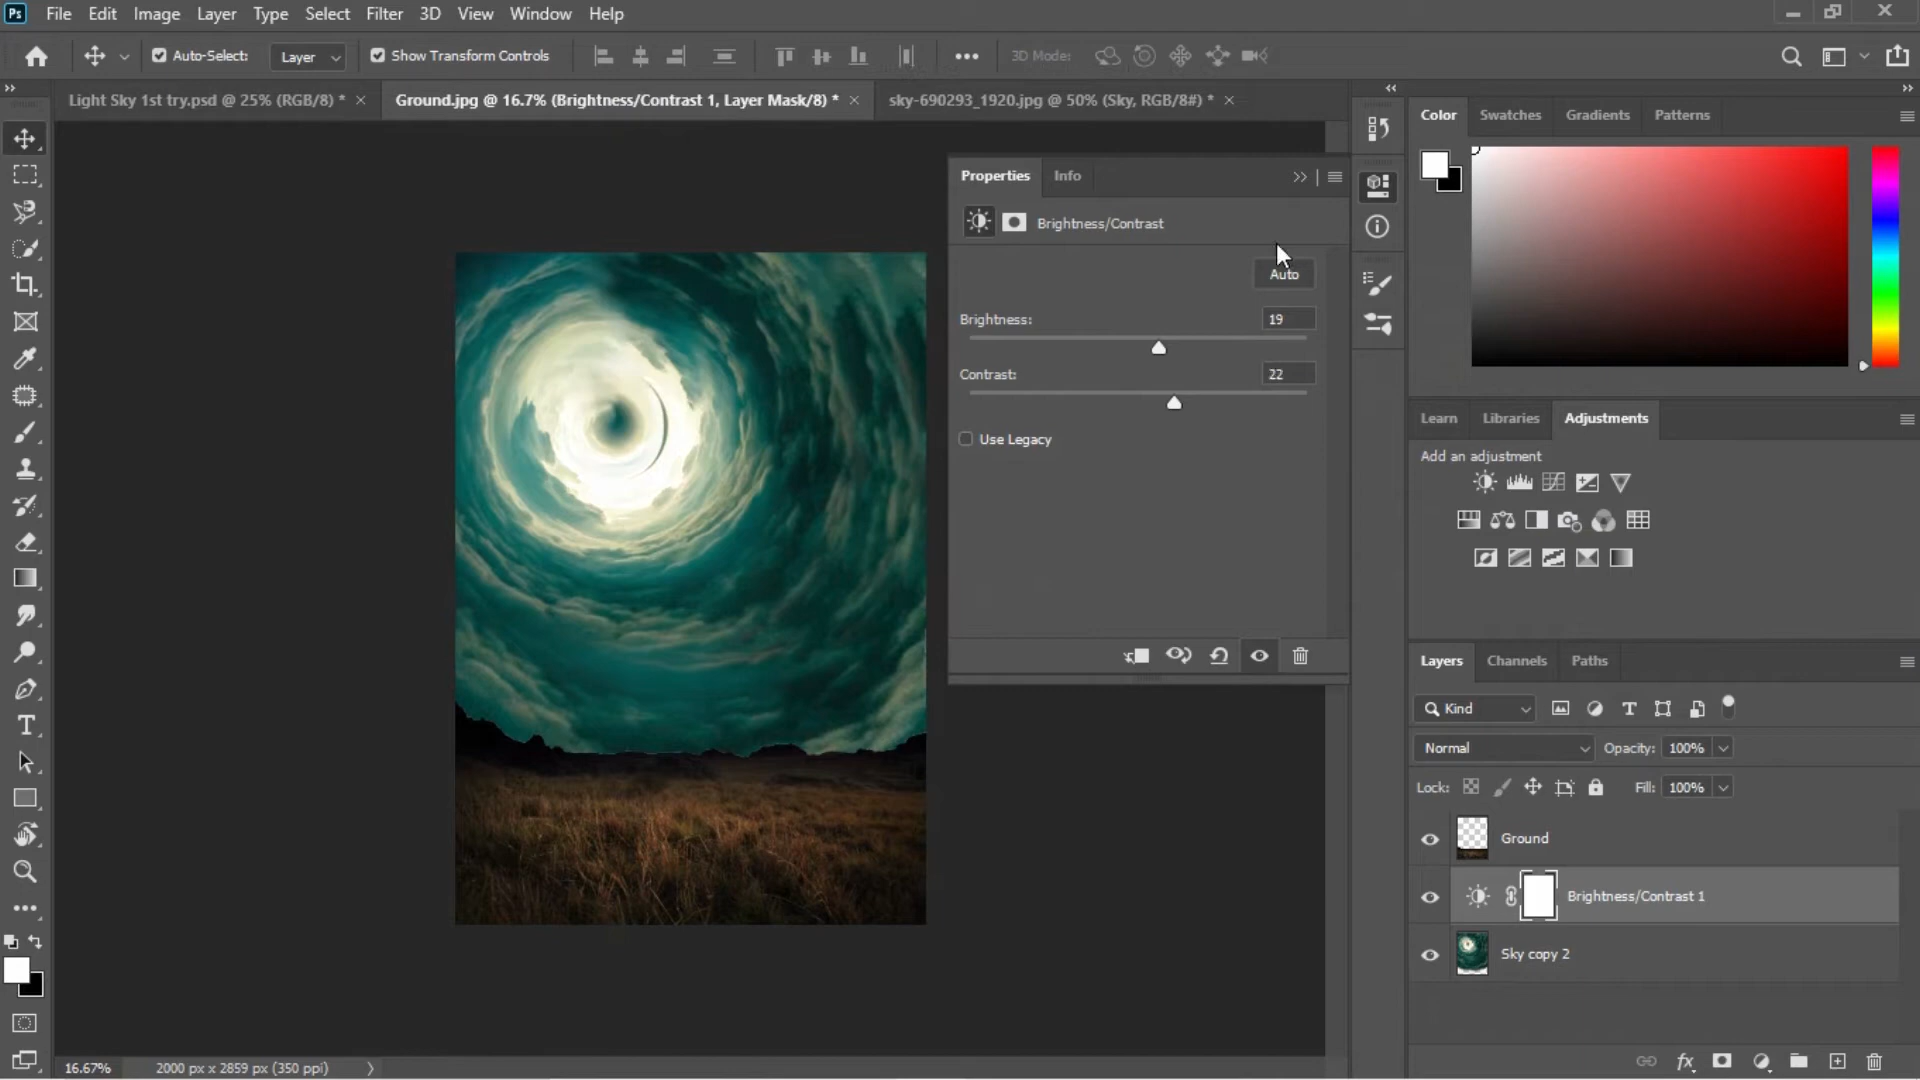 Ps File Edit Image Layer Type Select Filter 3D View Window Help
Auto-Select: Layer Show Transform Controls 3D Mode:
Light Sky 1st try.psd @ 25% (RGB/8) * Ground.jpg @ 16.7% (Brightness/Contrast 1, Layer Mask/8) * sky-690293_1920.jpg @ 50% (Sky, RGB/8#) *
Properties Info
Brightness/Contrast
Auto
Brightness: 19
Contrast: 22
Use Legacy
Color Swatches Gradients Patterns
Learn Libraries Adjustments
Add an adjustment
Layers Channels Paths
Kind
Normal Opacity: 100%
Lock: Fill: 100%
Ground
Brightness/Contrast 1
Sky copy 2
fx
16.67% 2000 px x 2859 px (350 ppi)